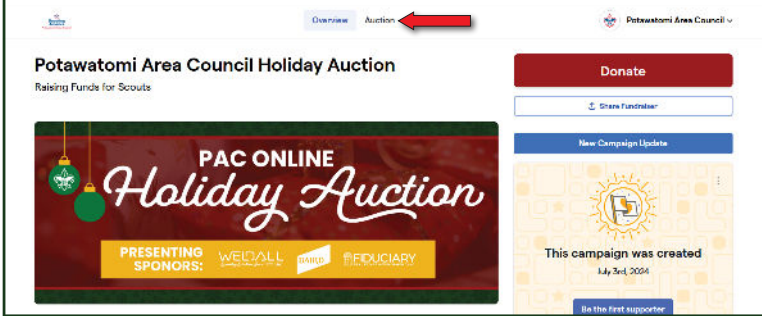 Overview Auction
Potawatomi Area Council
Potawatomi Area Council Holiday Auction
Raising Funds for Scouts
Donate
Share Fundraiser
New Campaign Update
PAC ONLINE
Holiday Auction
PRESENTING
SPONSORS:
WELDALL
BAIRD
FIDUCIARY
This campaign was created
July 3rd, 2024
Be the first supporter